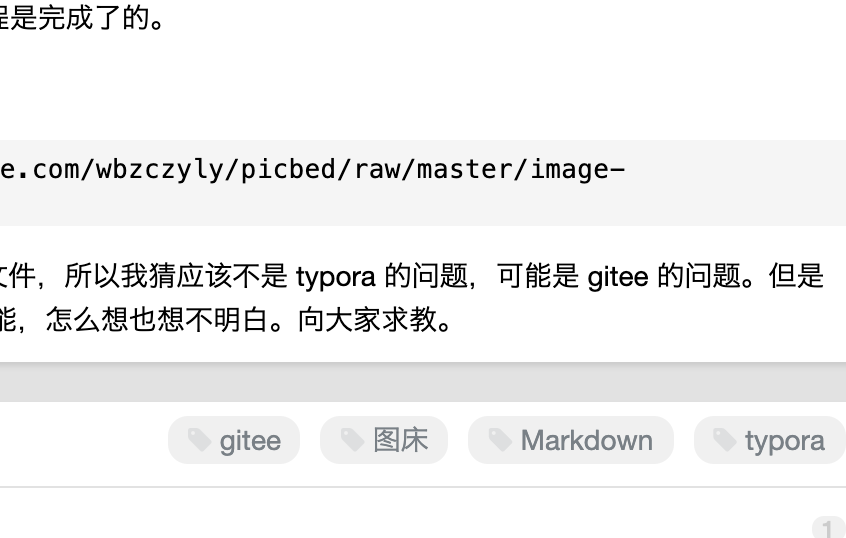 程是完成了的。
e.com/wbzczyly/picbed/raw/master/image-
文件，所以我猜应该不是 typora 的问题，可能是 gitee 的问题。但是
能，怎么想也想不明白。向大家求教。
gitee 图床 Markdown typora
1